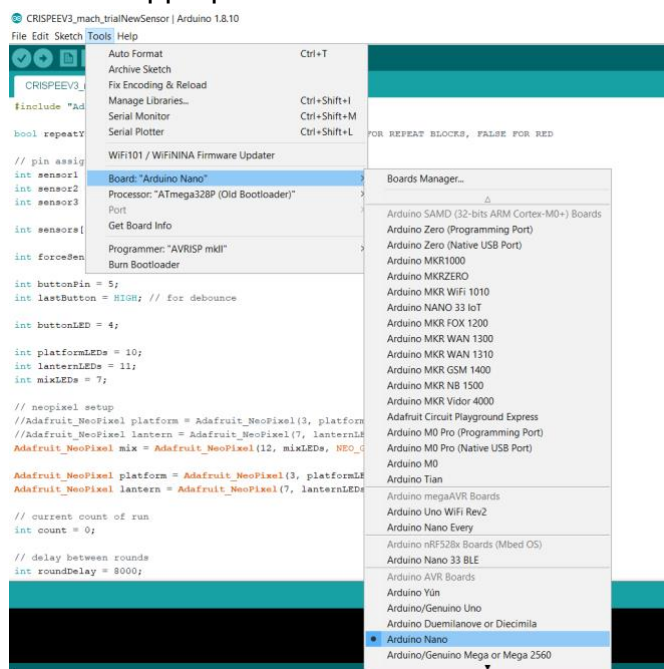 CRISPEEV3_mach_trialNewSensor | Arduino 1.8.10
File Edit Sketch Tools Help
Auto Format Ctrl+T
Archive Sketch
CRISPEEV3_
Fix Encoding & Reload
#include "Ad
Manage Libraries... Ctrl+Shift+I
Serial Monitor Ctrl+Shift+M
bool repeatY
Serial Plotter Ctrl+Shift+L
FOR REPEAT BLOCKS, FALSE FOR RED
WiFi101 / WiFiNINA Firmware Updater
// pin assig
int sensor1
Board: "Arduino Nano"
Boards Manager...
int sensor2
Processor: "ATmega328P (Old Bootloader)"
int sensor3
Port
Arduino SAMD (32-bits ARM Cortex-M0+) Boards
int sensors[
Get Board Info
Arduino Zero (Programming Port)
Arduino Zero (Native USB Port)
Programmer: "AVRISP mkII"
int forceSen
Arduino MKR1000
Burn Bootloader
Arduino MKRZERO
int buttonPin = 5;
Arduino MKR WiFi 1010
int lastButton = HIGH; // for debounce
Arduino NANO 33 IoT
int buttonLED = 4;
Arduino MKR FOX 1200
Arduino MKR WAN 1300
int platformLEDs = 10;
Arduino MKR WAN 1310
int lanternLEDs = 11;
Arduino MKR GSM 1400
int mixLEDs = 7;
Arduino MKR NB 1500
Arduino MKR Vidor 4000
// neopixel setup
Adafruit Circuit Playground Express
//Adafruit_NeoPixel platform = Adafruit_NeoPixel(3, platform
Arduino M0 Pro (Programming Port)
//Adafruit_NeoPixel lantern = Adafruit_NeoPixel(7, lanternLE
Arduino M0 Pro (Native USB Port)
Adafruit_NeoPixel mix = Adafruit_NeoPixel(12, mixLEDs, NEO_G
Arduino M0
Adafruit_NeoPixel platform = Adafruit_NeoPixel(3, platformLE
Arduino Tian
Adafruit_NeoPixel lantern = Adafruit_NeoPixel(7, lanternLEDs
Arduino megaAVR Boards
Arduino Uno WiFi Rev2
// current count of run
Arduino Nano Every
int count = 0;
Arduino nRF528x Boards (Mbed OS)
// delay between rounds
Arduino Nano 33 BLE
int roundDelay = 8000;
Arduino AVR Boards
Arduino Yún
Arduino/Genuino Uno
Arduino Duemilanove or Diecimila
Arduino Nano
Arduino/Genuino Mega or Mega 2560